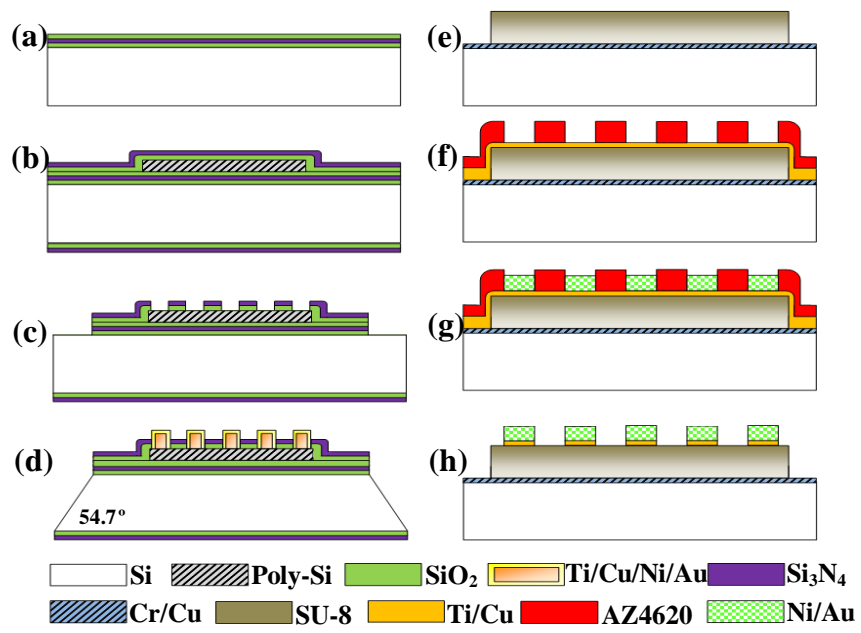 (a)
(b)
(c)
(d)
54.7°
(e)
(f)
(g)
(h)
Si Poly-Si SiO₂ Ti/Cu/Ni/Au Si₃N₄
Cr/Cu SU-8 Ti/Cu AZ4620 Ni/Au